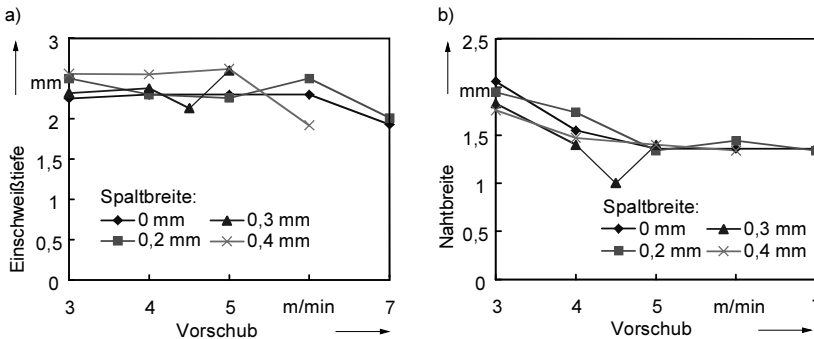 a)
3
mm
2
1,5
1
0,5
0
Einschweißtiefe
Spaltbreite:
0 mm
0,3 mm
0,2 mm
0,4 mm
3 4 5 m/min 7
Vorschub
b)
2,5
mm
1,5
1
0,5
0
Nahtbreite
Spaltbreite:
0 mm
0,3 mm
0,2 mm
0,4 mm
3 4 5 m/min 7
Vorschub